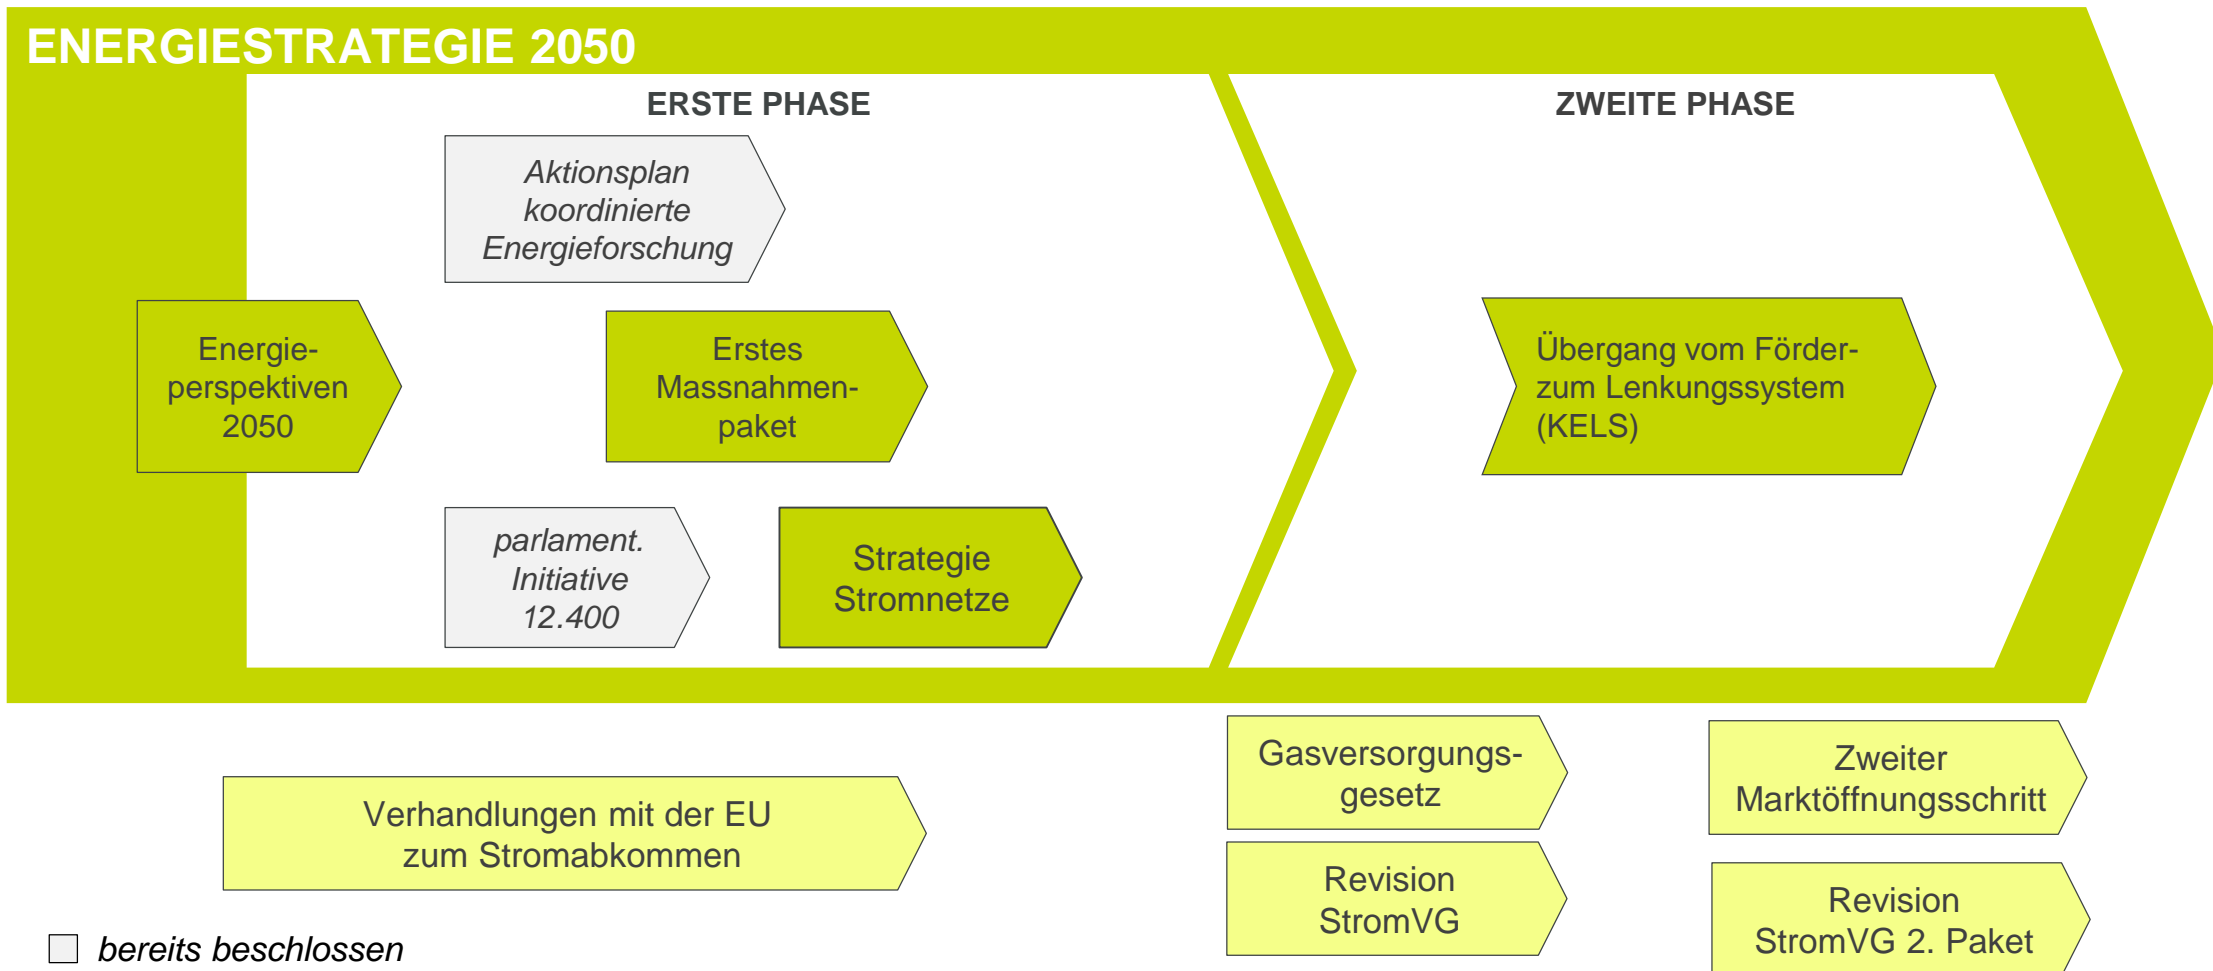 ENERGIESTRATEGIE 2050
ERSTE PHASE
Aktionsplan
koordinierte
Energieforschung
Energie-
perspektiven
2050
Erstes
Massnahmen-
paket
parlament.
Initiative
12.400
Strategie
Stromnetze
ZWEITE PHASE
Übergang vom Förder-
zum Lenkungssystem
(KELS)
Verhandlungen mit der EU
zum Stromabkommen
Gasversorgungs-
gesetz
Revision
StromVG
Zweiter
Marktöffnungsschritt
Revision
StromVG 2. Paket
bereits beschlossen